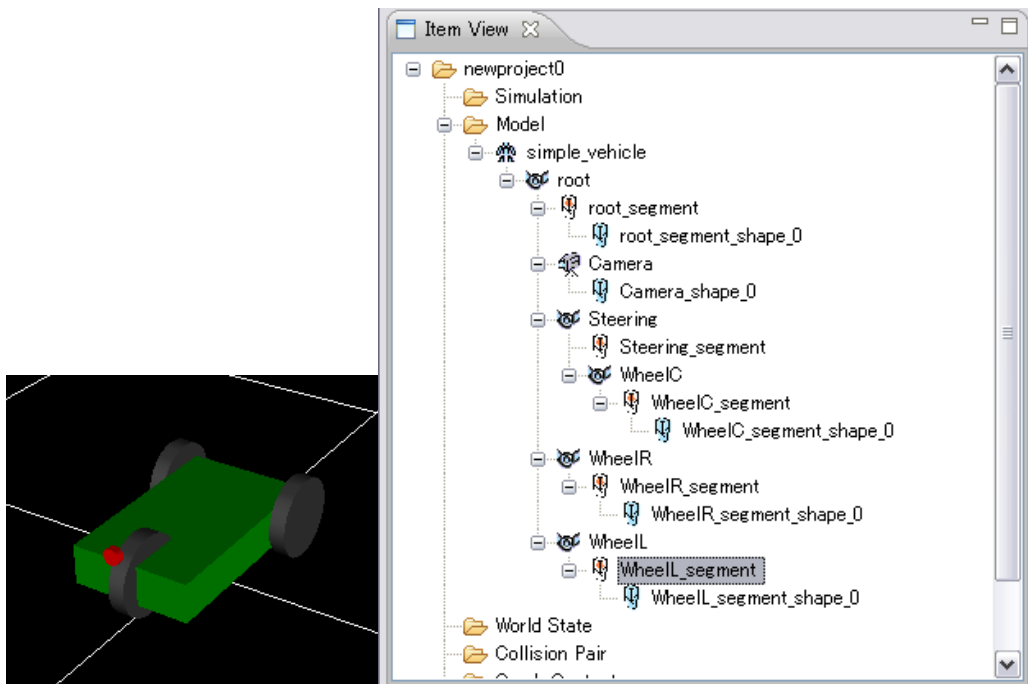 Item View
newproject0
Simulation
Model
simple_vehicle
root
root_segment
root_segment_shape_0
Camera
Camera_shape_0
Steering
Steering_segment
WheelC
WheelC_segment
WheelC_segment_shape_0
WheelR
WheelR_segment
WheelR_segment_shape_0
WheelL
WheelL_segment
WheelL_segment_shape_0
World State
Collision Pair